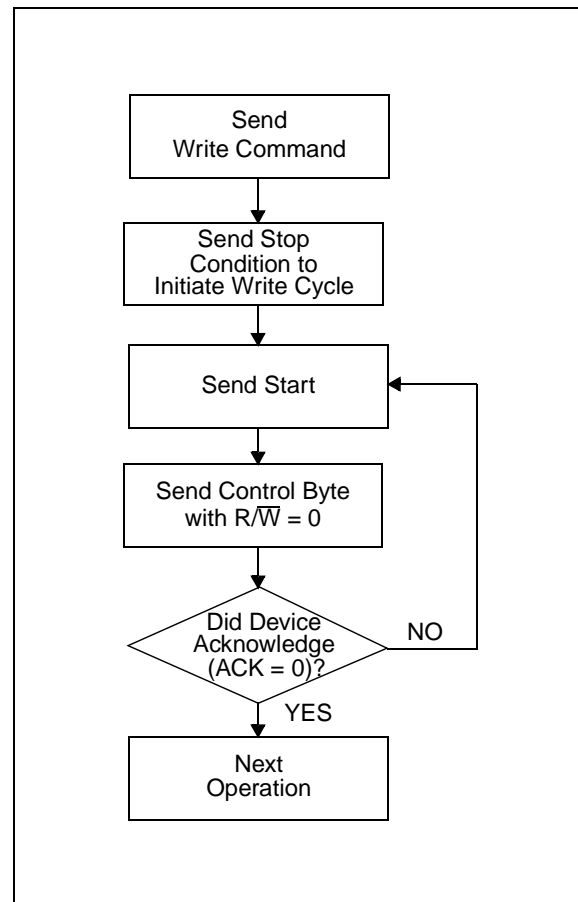 Send
Write Command
Send Stop
Condition to
Initiate Write Cycle
Send Start
Send Control Byte
with R/W̅ = 0
Did Device
Acknowledge
(ACK = 0)?
NO
YES
Next
Operation